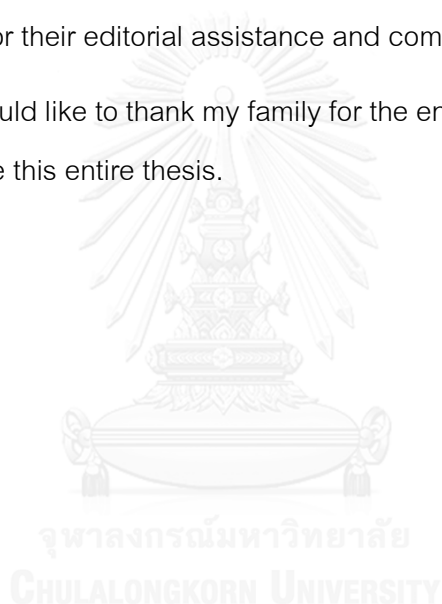 or their editorial assistance and com
uld like to thank my family for the er
e this entire thesis.
จุฬาลงกรณ์มหาวิทยาลัย
CHULALONGKORN UNIVERSITY